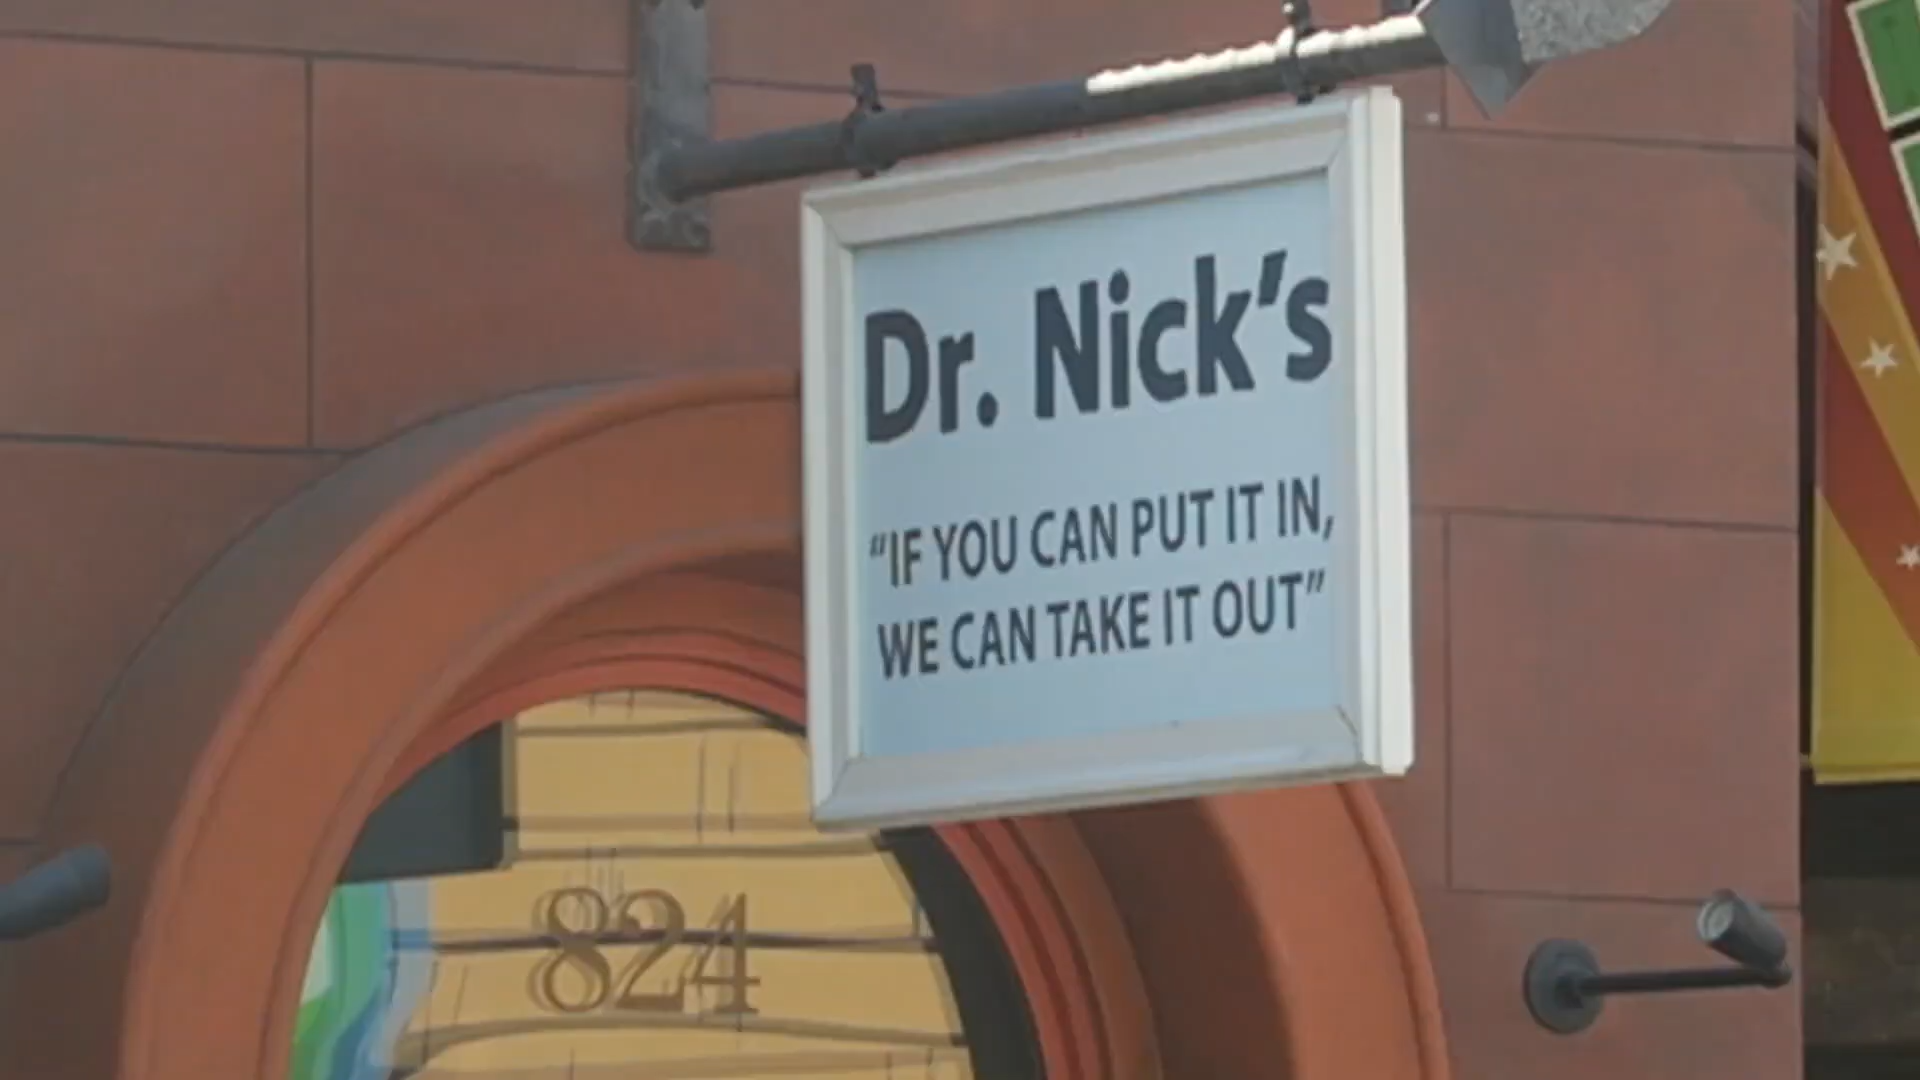 Dr. Nick's
“IF YOU CAN PUT IT IN,
WE CAN TAKE IT OUT”
824